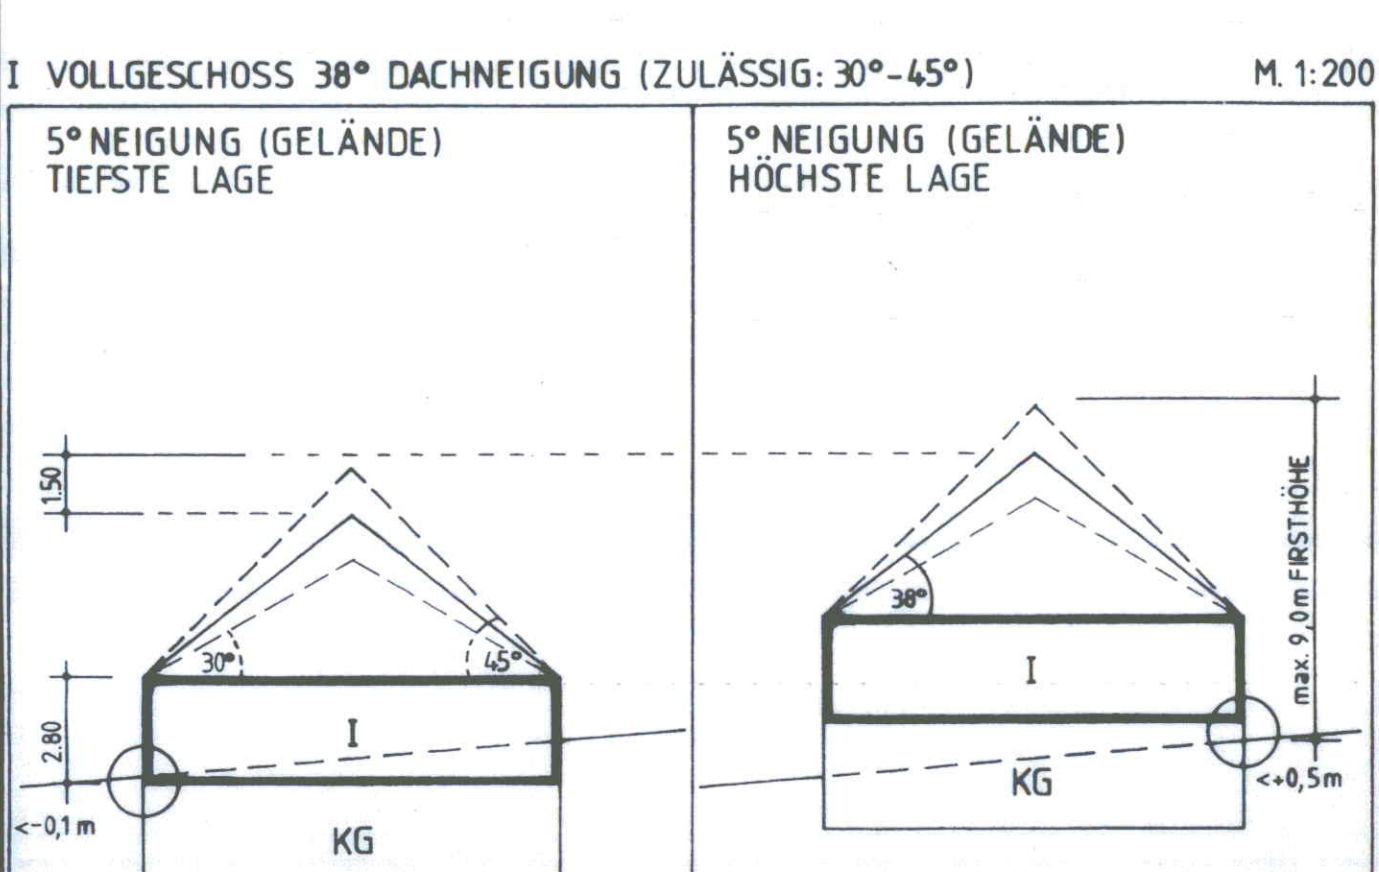 I VOLLGESCHOSS 38° DACHNEIGUNG (ZULÄSSIG: 30°-45°) M. 1:200
5° NEIGUNG (GELÄNDE)
TIEFSTE LAGE
1.50
30°
45°
I
2.80
<-0,1m
KG
5° NEIGUNG (GELÄNDE)
HÖCHSTE LAGE
38°
I
max. 9,0m FIRSTHÖHE
KG
<+0,5m